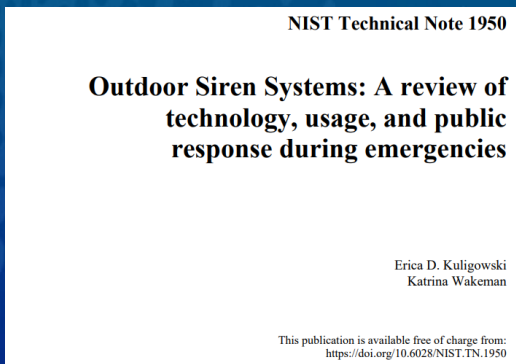 NIST Technical Note 1950
Outdoor Siren Systems: A review of
technology, usage, and public
response during emergencies
Erica D. Kuligowski
Katrina Wakeman
This publication is available free of charge from:
https://doi.org/10.6028/NIST.TN.1950